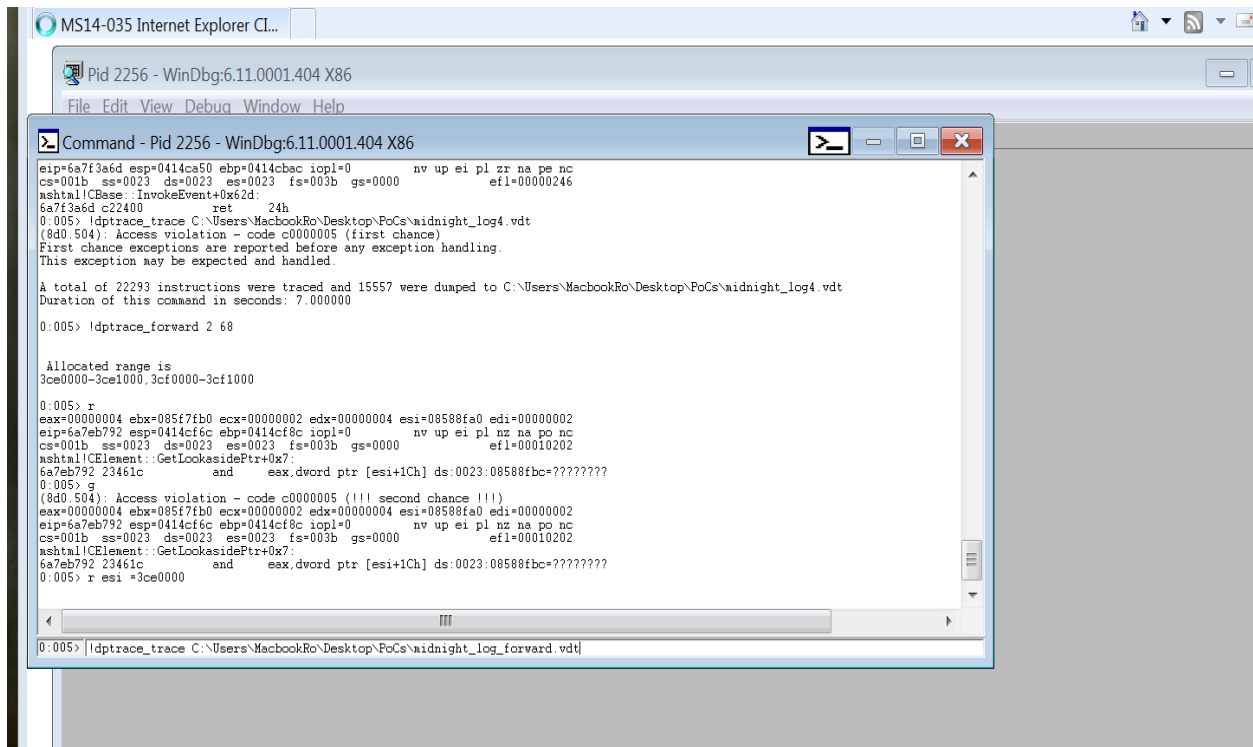 MS14-035 Internet Explorer CI...
Pid 2256 - WinDbg:6.11.0001.404 X86
File Edit View Debug Window Help
Command - Pid 2256 - WinDbg:6.11.0001.404 X86
eip=6a7f3a6d esp=0414ca50 ebp=0414cbac iopl=0 nv up ei pl zr na pe nc
cs=001b ss=0023 ds=0023 es=0023 fs=003b gs=0000 efl=00000246
mshtml!CBase::InvokeEvent+0x62d:
6a7f3a6d c22400 ret 24h
0:005> !dptrace_trace C:\Users\MacbookRo\Desktop\PoCs\midnight_log4.vdt
(8d0.504): Access violation - code c0000005 (first chance)
First chance exceptions are reported before any exception handling.
This exception may be expected and handled.
A total of 22293 instructions were traced and 15557 were dumped to C:\Users\MacbookRo\Desktop\PoCs\midnight_log4.vdt
Duration of this command in seconds: 7.000000
0:005> !dptrace_forward 2 68
Allocated range is
3ce0000-3ce1000,3cf0000-3cf1000
0:005> r
eax=00000004 ebx=085f7fb0 ecx=00000002 edx=00000004 esi=08588fa0 edi=00000002
eip=6a7eb792 esp=0414cf6c ebp=0414cf8c iopl=0 nv up ei pl nz na po nc
cs=001b ss=0023 ds=0023 es=0023 fs=003b gs=0000 efl=00010202
mshtml!CElement::GetLookasidePtr+0x7:
6a7eb792 23461c and eax,dword ptr [esi+1Ch] ds:0023:08588fbc=????????
0:005> g
(8d0.504): Access violation - code c0000005 (!!! second chance !!!)
eax=00000004 ebx=085f7fb0 ecx=00000002 edx=00000004 esi=08588fa0 edi=00000002
eip=6a7eb792 esp=0414cf6c ebp=0414cf8c iopl=0 nv up ei pl nz na po nc
cs=001b ss=0023 ds=0023 es=0023 fs=003b gs=0000 efl=00010202
mshtml!CElement::GetLookasidePtr+0x7:
6a7eb792 23461c and eax,dword ptr [esi+1Ch] ds:0023:08588fbc=????????
0:005> r esi =3ce0000
0:005> !dptrace_trace C:\Users\MacbookRo\Desktop\PoCs\midnight_log_forward.vdt